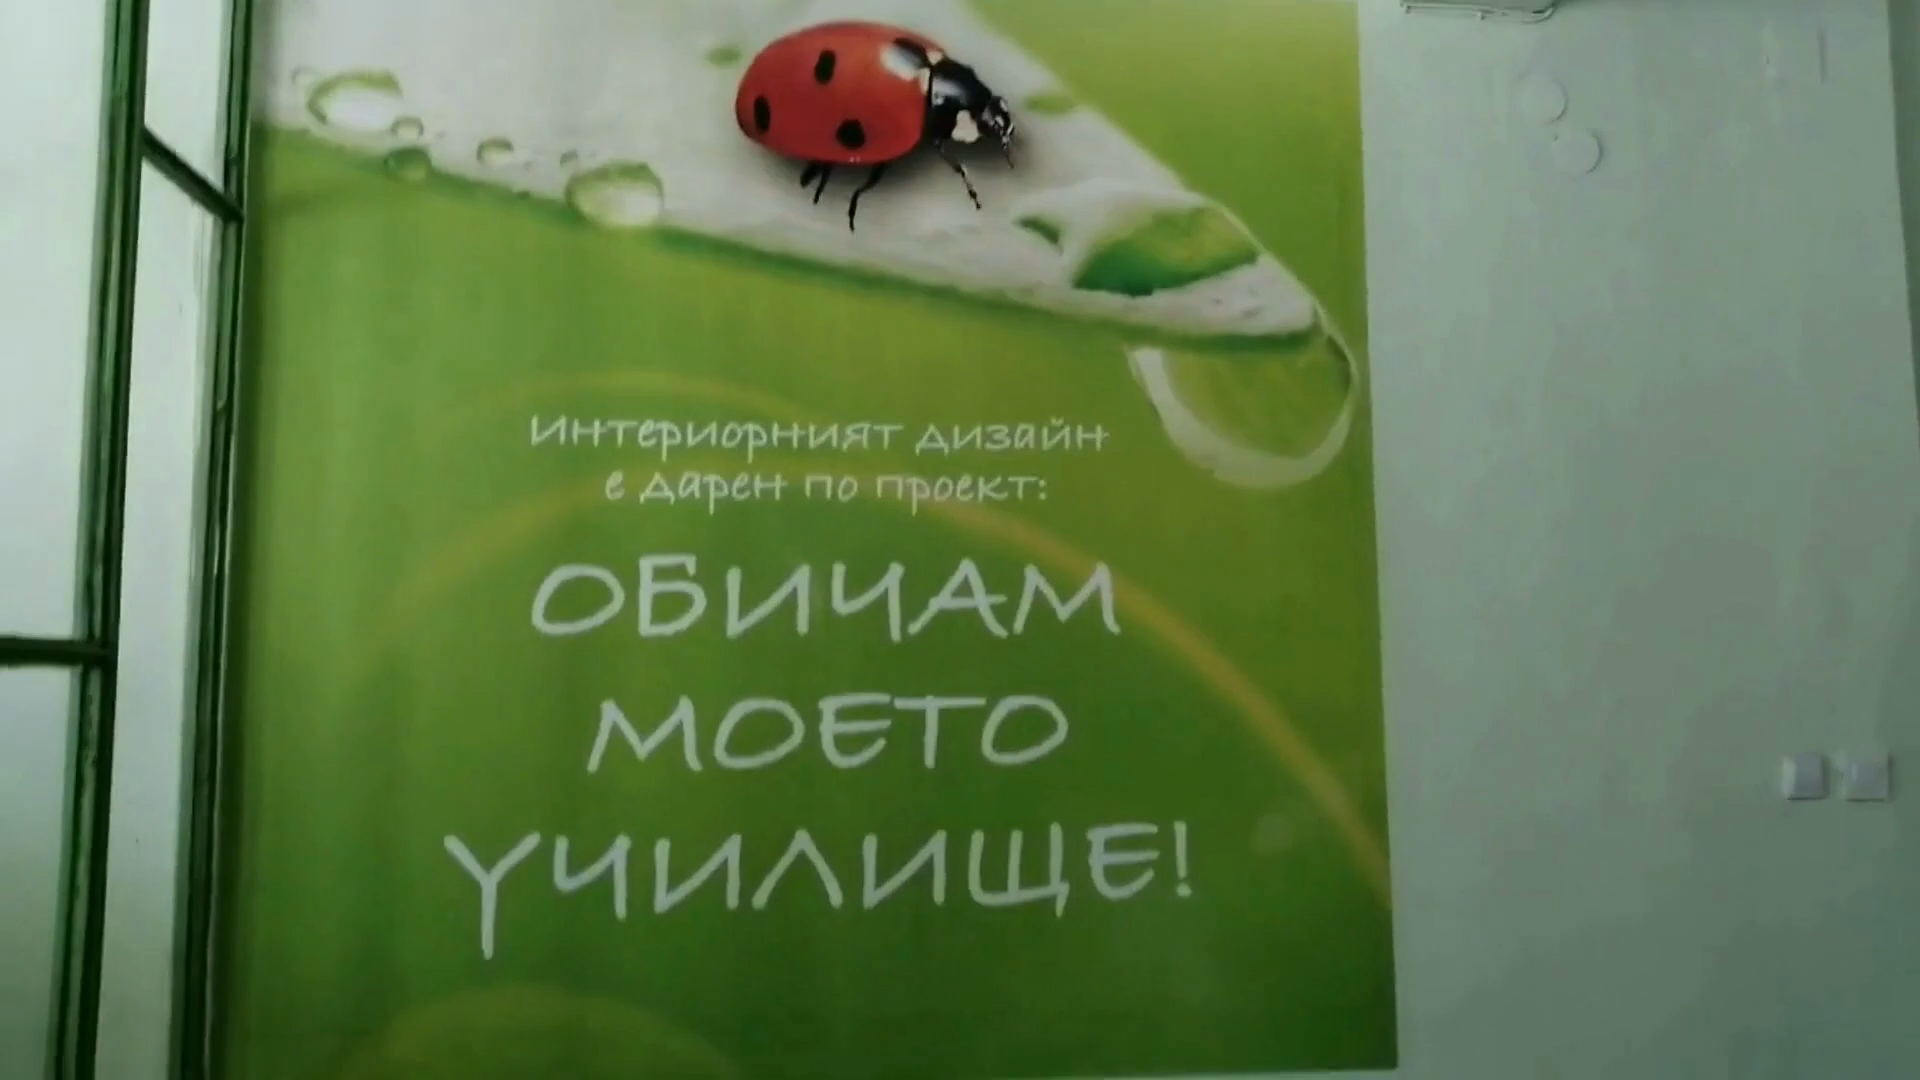 Интериорният дизайн
е дарен по проект:
ОБИЧАМ
МОЕТО
УЧИЛИЩЕ!